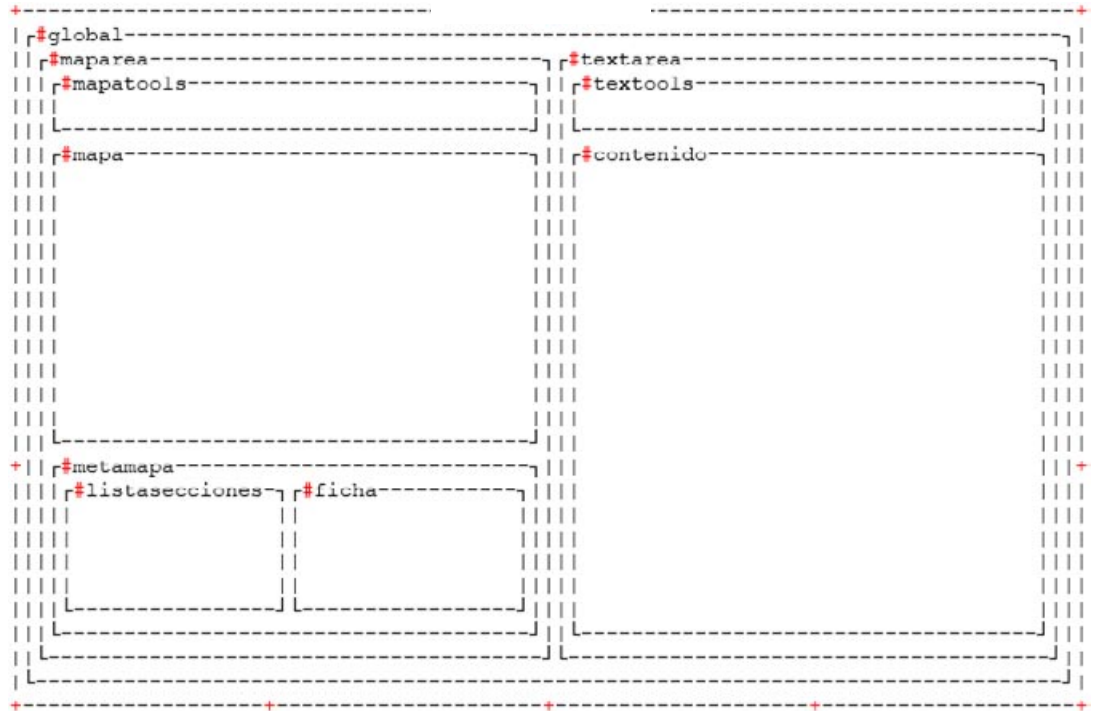 #global
#maparea #textarea
#mapatools #textools
#mapa #contenido
#metamapa
#listasecciones #ficha